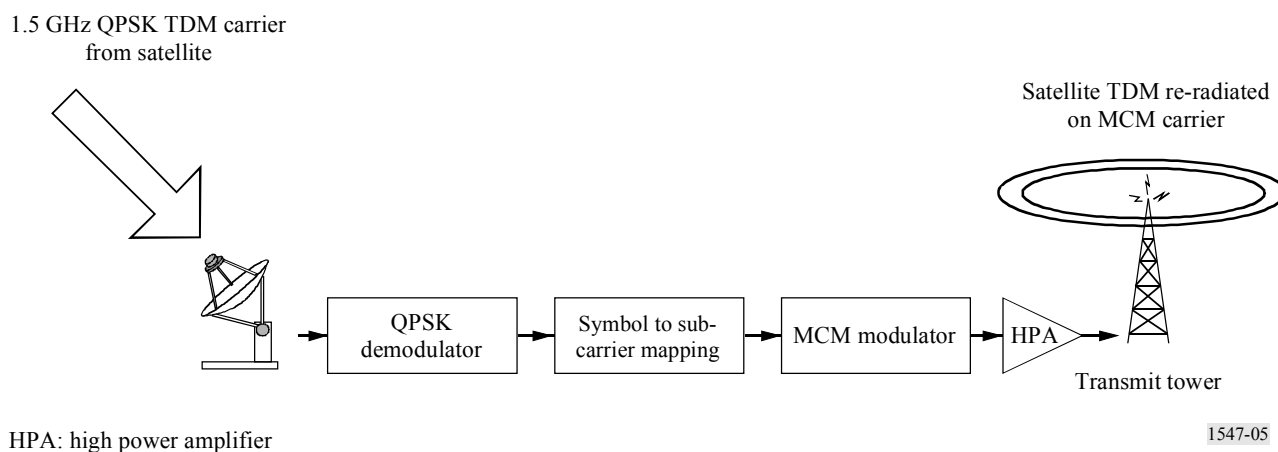 1.5 GHz QPSK TDM carrier
from satellite
Satellite TDM re-radiated
on MCM carrier
QPSK
demodulator
Symbol to sub-
carrier mapping
MCM modulator
HPA
Transmit tower
HPA: high power amplifier
1547-05